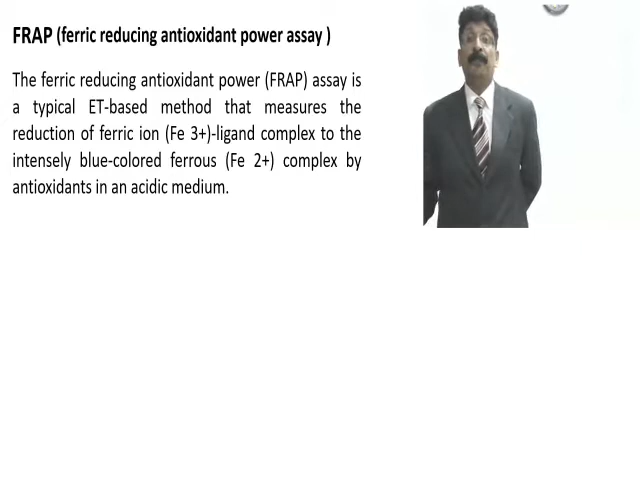 FRAP (ferric reducing antioxidant power assay )
The ferric reducing antioxidant power (FRAP) assay is
a typical ET-based method that measures the
reduction of ferric ion (Fe 3+)-ligand complex to the
intensely blue-colored ferrous (Fe 2+) complex by
antioxidants in an acidic medium.